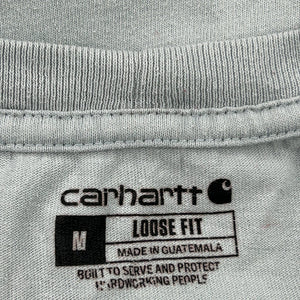 carhartt
M LOOSE FIT
MADE IN GUATEMALA
BUILT TO SERVE AND PROTECT
HARDWORKING PEOPLE